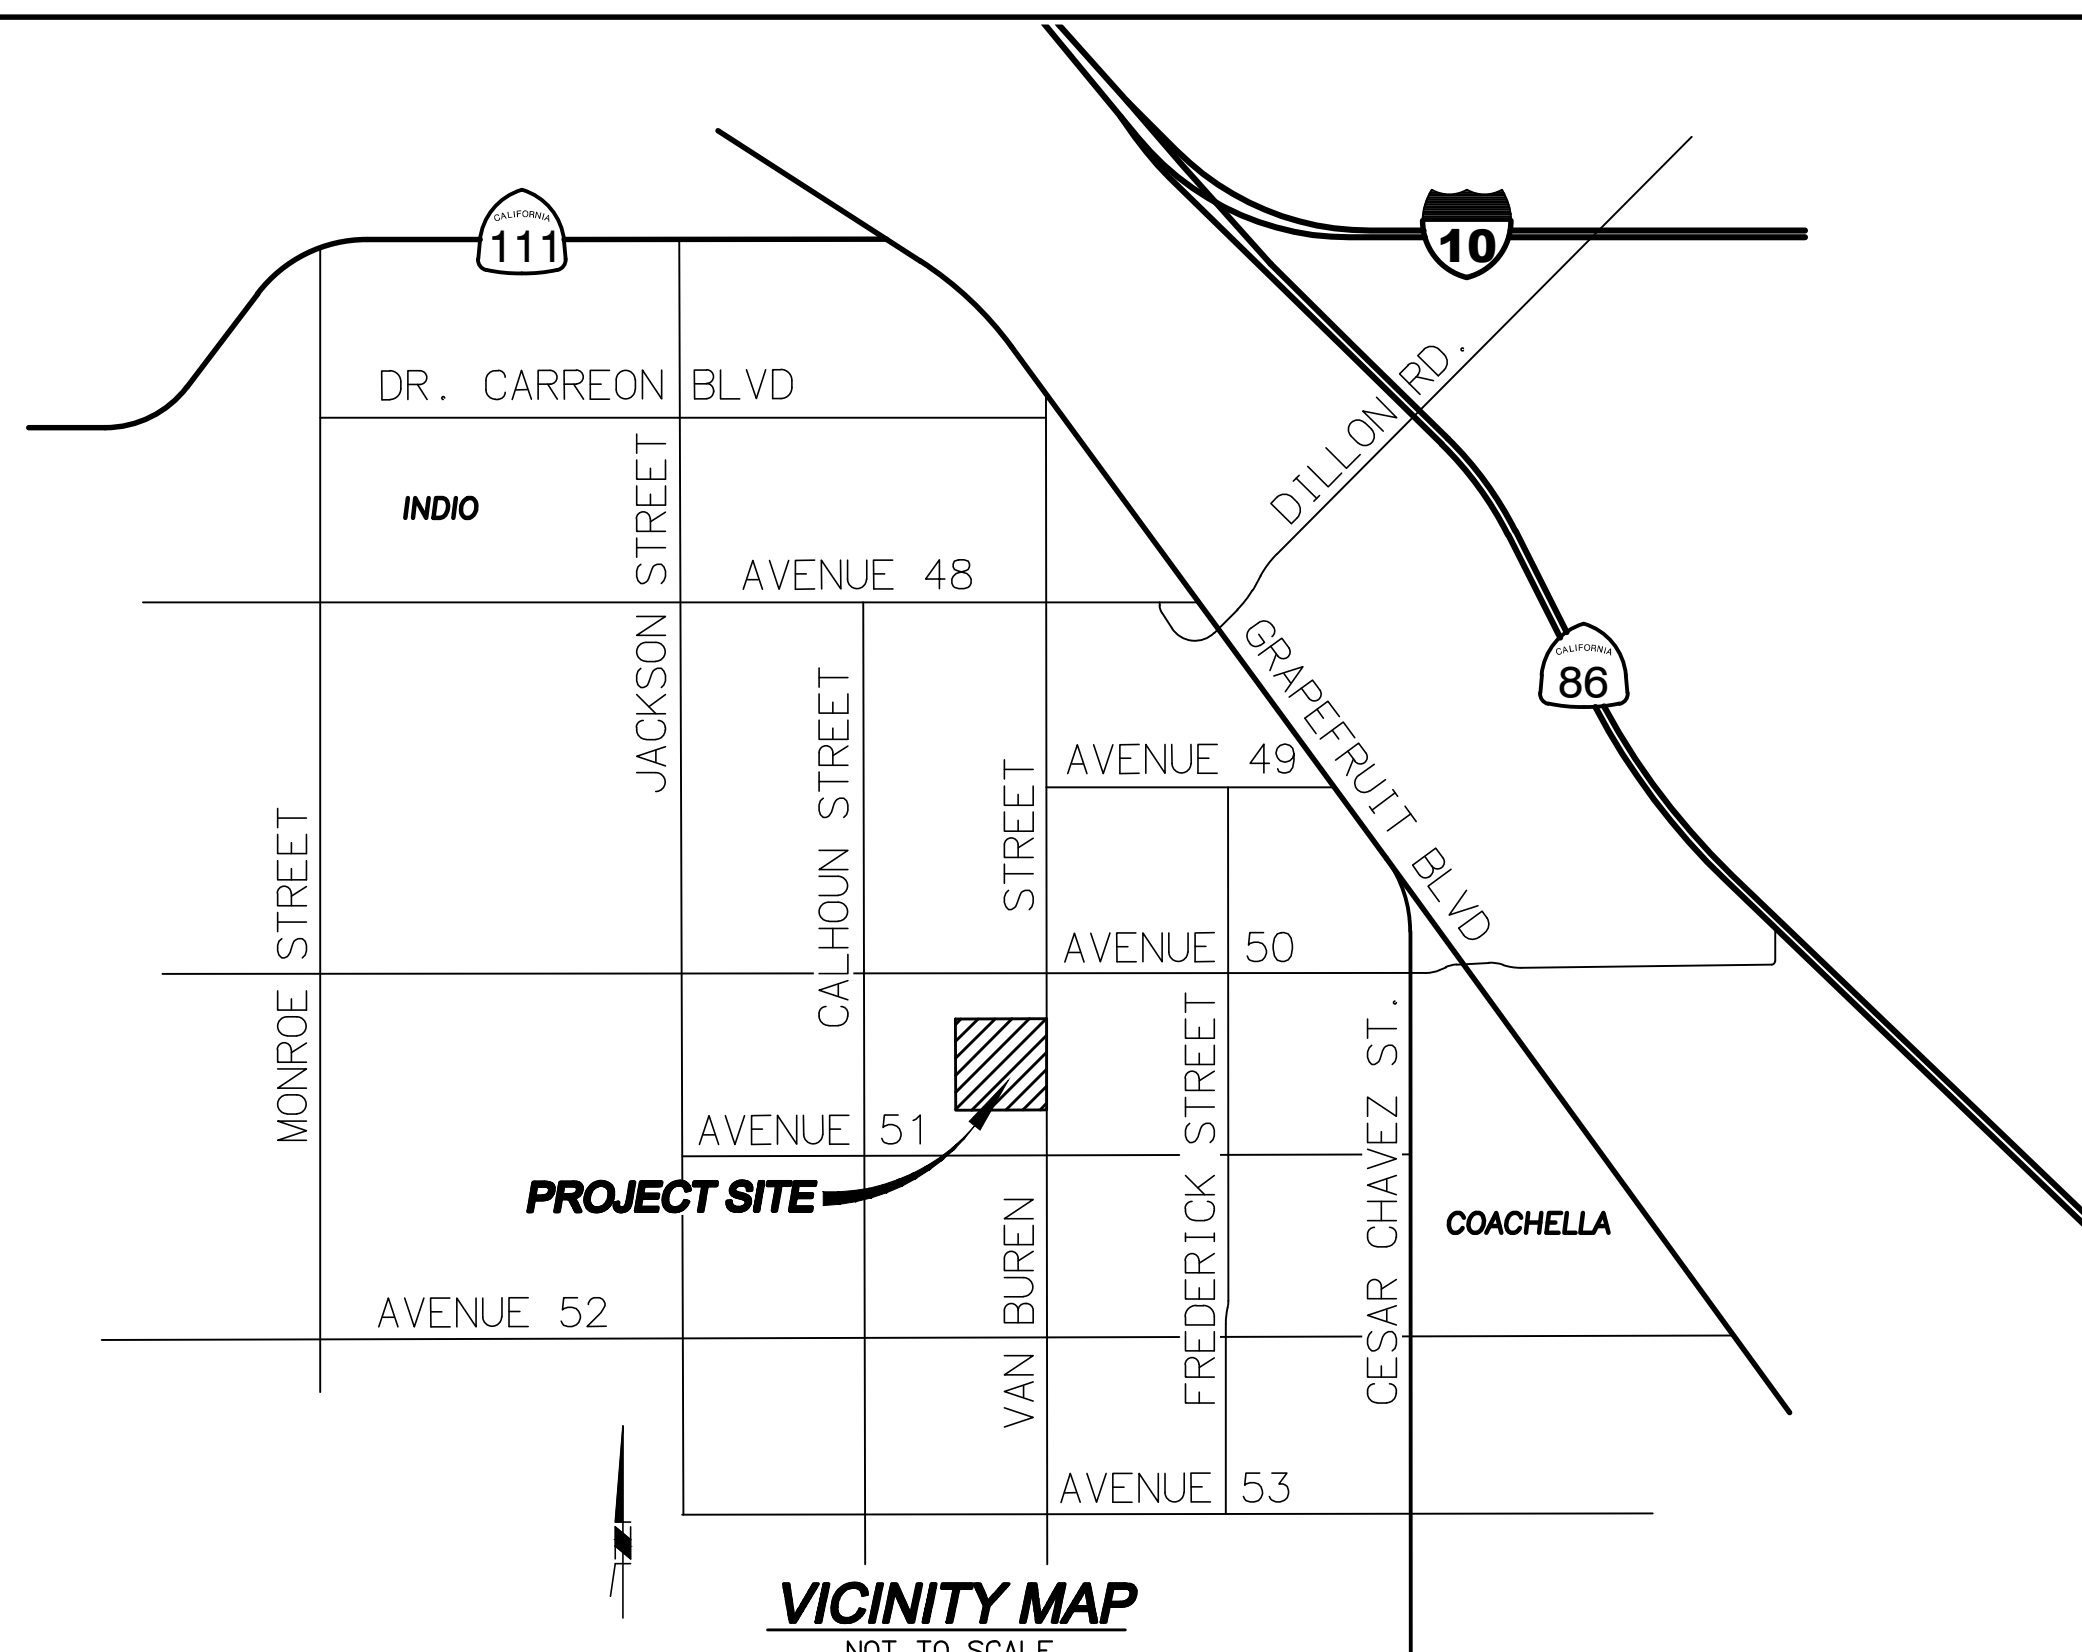 CALIFORNIA
111
10
DR. CARREON BLVD
DILLON RD.
INDIO
JACKSON STREET
AVENUE 48
CALIFORNIA
86
GRAPEFRUIT BLVD
CALHOUN STREET
AVENUE 49
MONROE STREET
VAN BUREN STREET
AVENUE 50
FREDERICK STREET
CESAR CHAVEZ ST.
AVENUE 51
PROJECT SITE
COACHELLA
AVENUE 52
AVENUE 53
N
VICINITY MAP
NOT TO SCALE